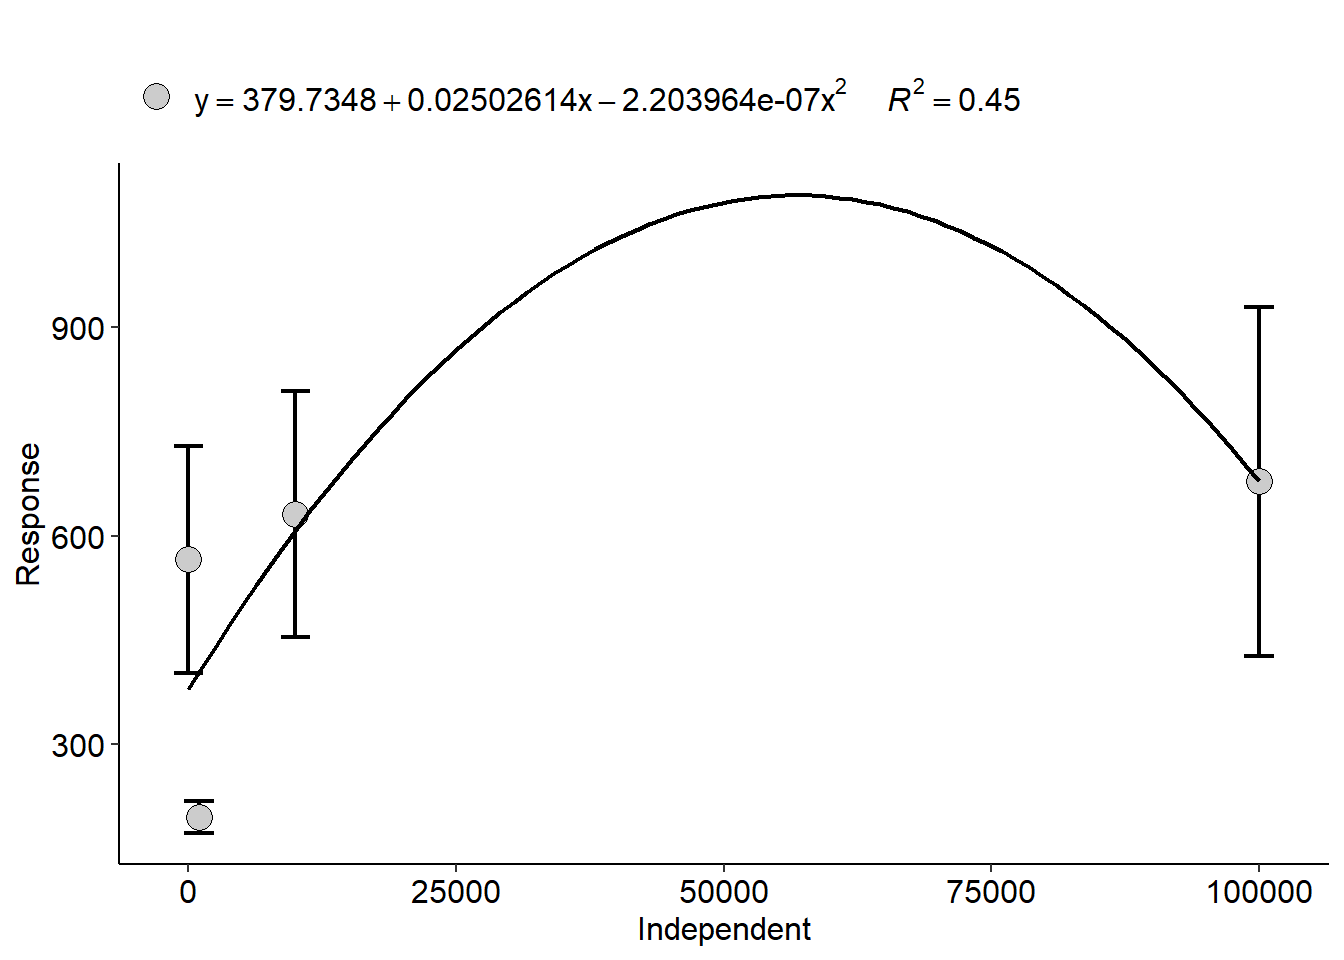 y = 379.7348 + 0.02502614x − 2.203964e-07x² R² = 0.45
900
600
300
Response
0 25000 50000 75000 100000
Independent